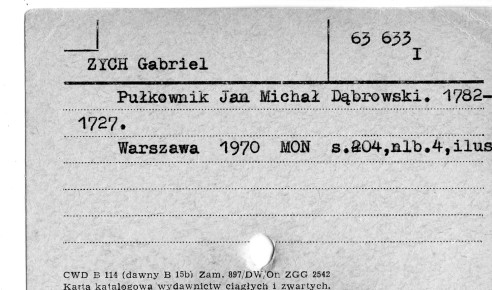 63 633
I
ZYCH Gabriel
Pułkownik Jan Michał Dąbrowski. 1782-
1727.
Warszawa 1970 MON s.204,nlb.4,ilus
CWD B 114 (dawny B 15b) Zam. 897/DW/Or. ZGG 2542
Karta katalogowa wydawnictw ciągłych i zwartych.